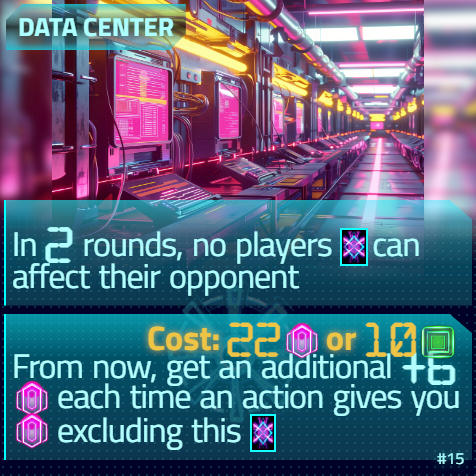 DATA CENTER
In 2 rounds, no players can
affect their opponent
Cost: 22 or 10
From now, get an additional +6
each time an action gives you
excluding this
#15